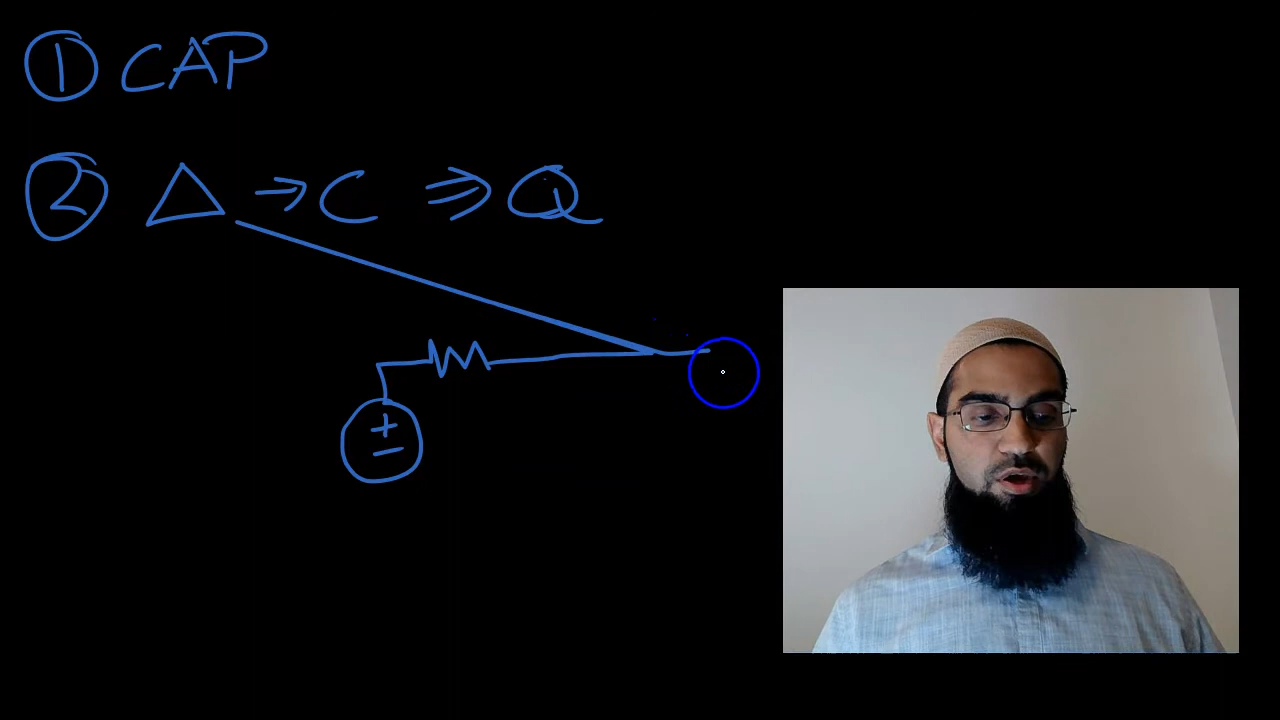 ① CAP
② △ → C ⇒ Q
+
−